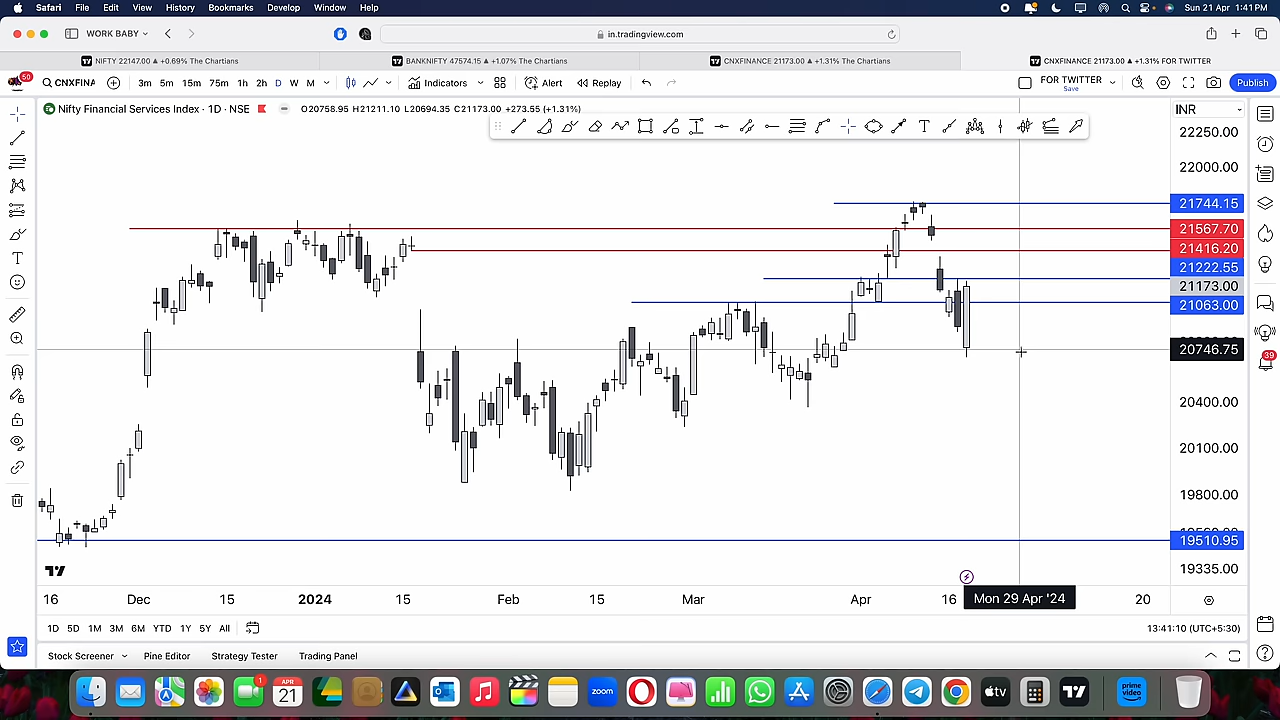 Safari File Edit View History Bookmarks Develop Window Help Sun 21 Apr 1:41 PM
WORK BABY in.tradingview.com
NIFTY 22147.00 ▲ +0.69% The Chartians BANKNIFTY 47574.15 ▲ +1.07% The Chartians CNXFINANCE 21173.00 ▲ +1.31% The Chartians CNXFINANCE 21173.00 ▲ +1.31% FOR TWITTER
50 CNXFINA 3m 5m 15m 75m 1h 2h D W M Indicators Alert Replay FOR TWITTER Save Publish
Nifty Financial Services Index · 1D · NSE O20758.95 H21211.10 L20694.35 C21173.00 +273.55 (+1.31%) INR
22250.00
22000.00
21744.15
21567.70
21416.20
21222.55
21173.00
21063.00
20746.75
39
20400.00
20100.00
19800.00
19510.95
19335.00
16 Dec 15 2024 15 Feb 15 Mar Apr 16 Mon 29 Apr '24 20
1D 5D 1M 3M 6M YTD 1Y 5Y All 13:41:10 (UTC+5:30)
Stock Screener Pine Editor Strategy Tester Trading Panel
1 APR 21 zoom tv prime video